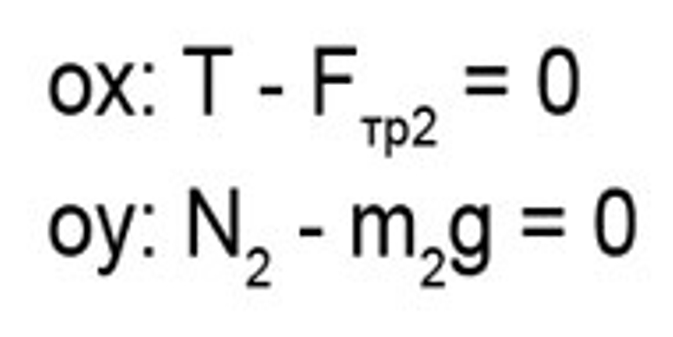 ox: T - Fтр2 = 0
oy: N2 - m2g = 0